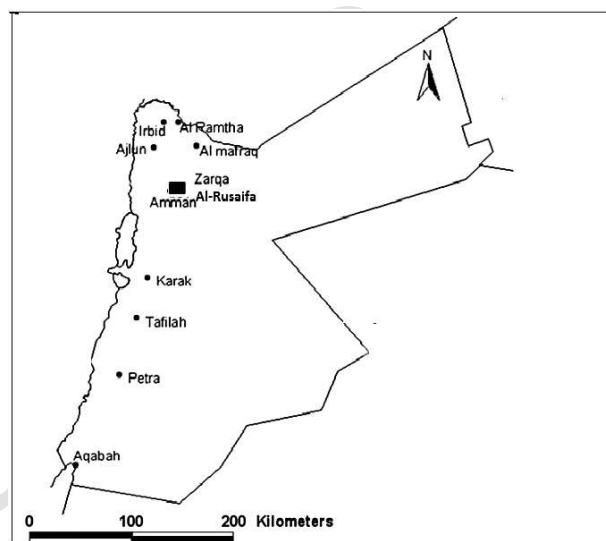 N
Irbid
Al Ramtha
Ajlun
Al mafraq
Zarqa
Amman
Al-Rusaifa
Karak
Tafilah
Petra
Aqabah
0 100 200 Kilometers